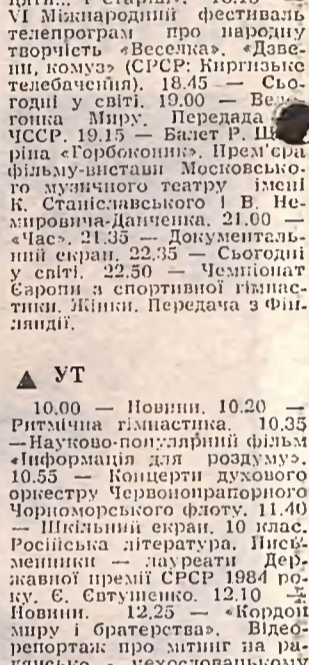 VI Міжнародний фестиваль
телепрограм про народну
творчість «Веселка». «Дзве-
ни, комуз» (СРСР: Киргизьке
телебачення). 18.45 — Сьо-
годні у світі. 19.00 — Вело-
гонка Миру. Передача
ЧССР. 19.15 — Балет Р. Щед-
ріна «Горбоконик». Прем'єра
фільму-вистави Московсько-
го музичного театру імені
К. Станіславського і В. Не-
мировича-Данченка. 21.00 —
«Час». 21.35 — Документаль-
ний екран. 22.35 — Сьогодні
у світі. 22.50 — Чемпіонат
Європи з спортивної гімнас-
тики. Жінки. Передача з Фін-
ляндії.
▲ УТ
10.00 — Новини. 10.20 —
Ритмічна гімнастика. 10.35
—Науково-популярний фільм
«Інформація для роздуму».
10.55 — Концерти духового
оркестру Червонопрапорного
Чорноморського флоту. 11.40
— Шкільний екран. 10 клас.
Російська література. Пись-
менники — лауреати Дер-
жавної премії СРСР 1984 ро-
ку. Є. Євтушенко. 12.10 —
Новини. 12.25 — «Кордон
миру і братерства». Відео-
репортаж про мітинг на ра-
дянсько - чехословацькому